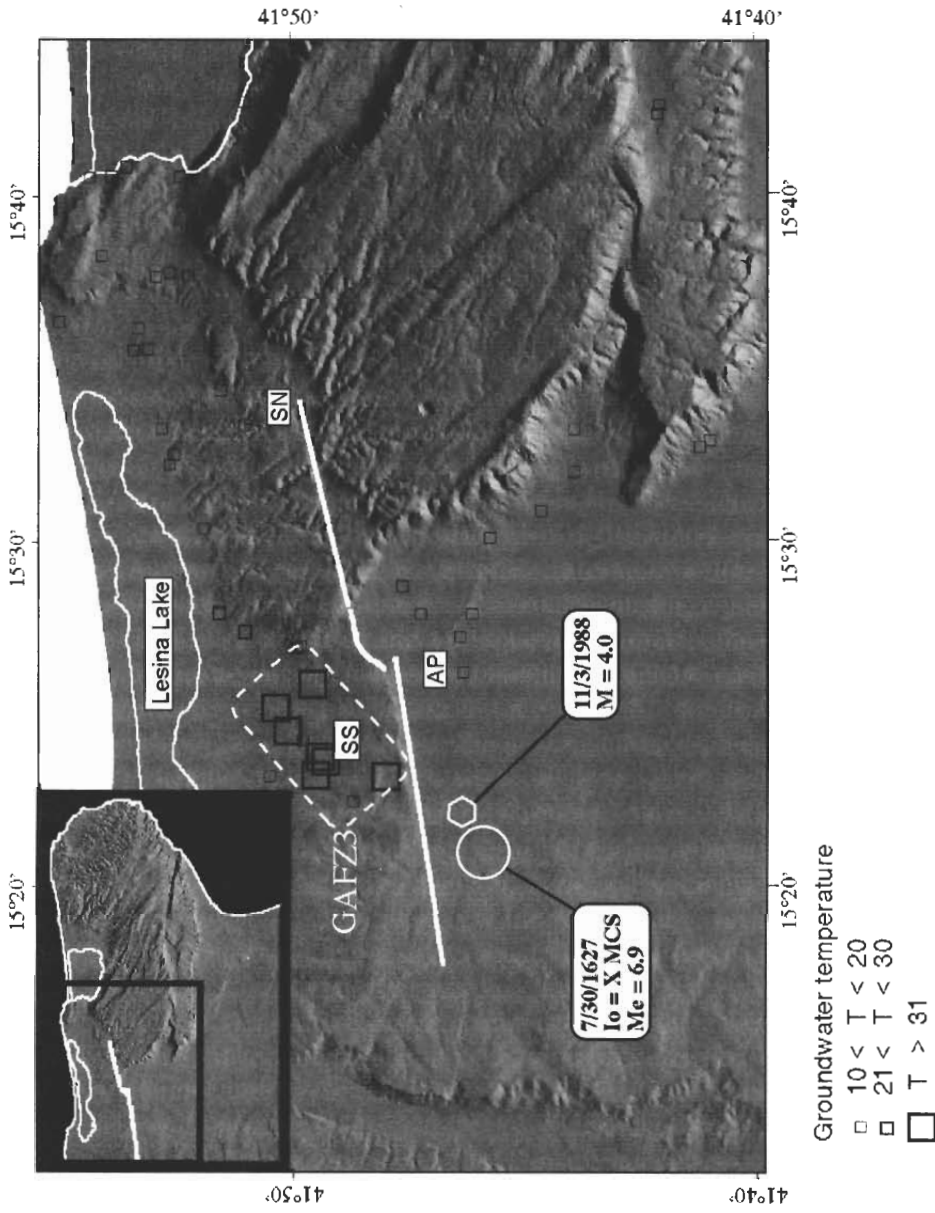 15°20'
15°30'
15°40'
41°50'
41°50'
Lesina Lake
SN
SS
GAFZ3
AP
11/3/1988
M = 4.0
7/30/1627
Io = X MCS
Me = 6.9
41°40'
41°40'
15°20'
15°30'
15°40'
Groundwater temperature
10 < T < 20
21 < T < 30
T > 31